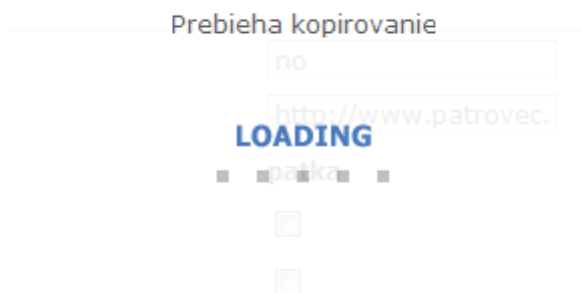 Prebieha kopirovanie
no
http://www.patrovec.
LOADING
patka